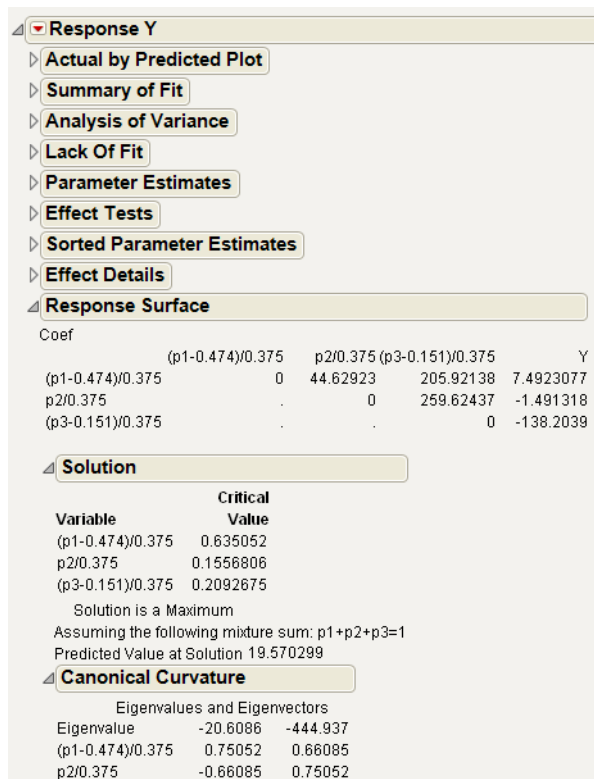 Response Y
Actual by Predicted Plot
Summary of Fit
Analysis of Variance
Lack Of Fit
Parameter Estimates
Effect Tests
Sorted Parameter Estimates
Effect Details
Response Surface
Coef
(p1-0.474)/0.375 p2/0.375 (p3-0.151)/0.375 Y
(p1-0.474)/0.375 0 44.62923 205.92138 7.4923077
p2/0.375 . 0 259.62437 -1.491318
(p3-0.151)/0.375 . . 0 -138.2039
Solution
Critical
Variable Value
(p1-0.474)/0.375 0.635052
p2/0.375 0.1556806
(p3-0.151)/0.375 0.2092675
Solution is a Maximum
Assuming the following mixture sum: p1+p2+p3=1
Predicted Value at Solution 19.570299
Canonical Curvature
Eigenvalues and Eigenvectors
Eigenvalue -20.6086 -444.937
(p1-0.474)/0.375 0.75052 0.66085
p2/0.375 -0.66085 0.75052